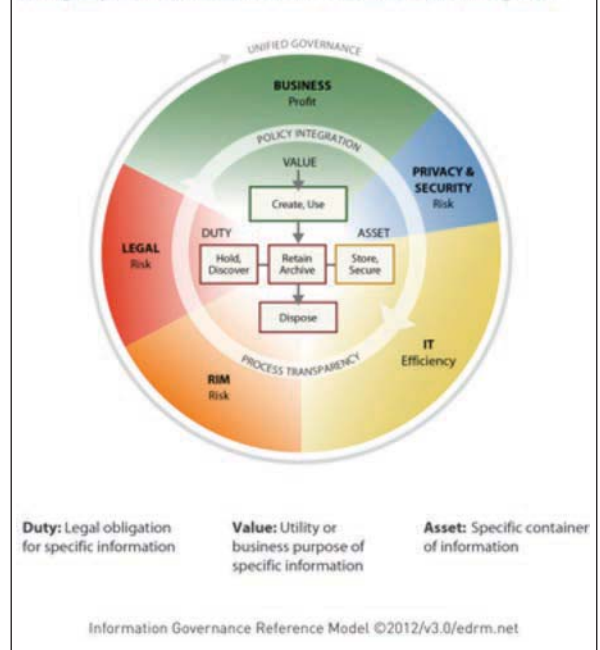 UNIFIED GOVERNANCE
BUSINESS
Profit
POLICY INTEGRATION
VALUE
PRIVACY &
SECURITY
Risk
Create, Use
DUTY
ASSET
LEGAL
Risk
Hold,
Discover
Retain
Archive
Store,
Secure
Dispose
IT
Efficiency
PROCESS TRANSPARENCY
RIM
Risk
Duty: Legal obligation
for specific information
Value: Utility or
business purpose of
specific information
Asset: Specific container
of information
Information Governance Reference Model ©2012/v3.0/edrm.net